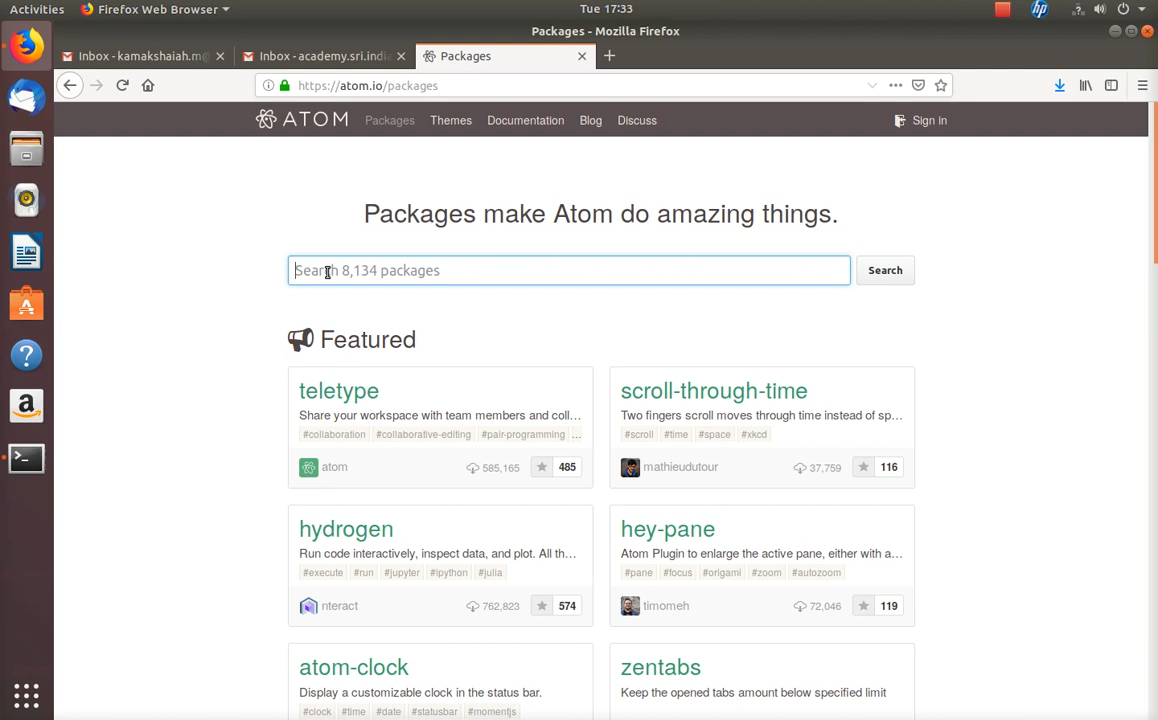 Activities Firefox Web Browser Tue 17:33
Packages - Mozilla Firefox
Inbox - kamakshaiah.m@ Inbox - academy.sri.indi Packages
https://atom.io/packages
ATOM Packages Themes Documentation Blog Discuss Sign in
Packages make Atom do amazing things.
Search 8,134 packages Search
Featured
teletype
Share your workspace with team members and coll…
#collaboration #collaborative-editing #pair-programming …
atom 585,165 485
scroll-through-time
Two fingers scroll moves through time instead of sp…
#scroll #time #space #xkcd
mathieudutour 37,759 116
hydrogen
Run code interactively, inspect data, and plot. All th…
#execute #run #jupyter #ipython #julia
nteract 762,823 574
hey-pane
Atom Plugin to enlarge the active pane, either with a…
#pane #focus #origami #zoom #autozoom
timomeh 72,046 119
atom-clock
Display a customizable clock in the status bar.
#clock #time #date #statusbar #momentjs
zentabs
Keep the opened tabs amount below specified limit